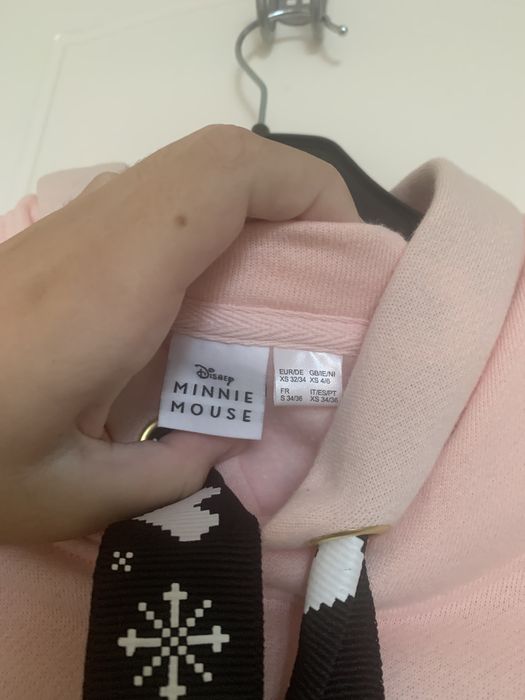 Disney
MINNIE
MOUSE
EUR/DE GB/IE/NI
XS 32/34 XS 4/6
FR IT/ES/PT
S 34/36 XS 34/36